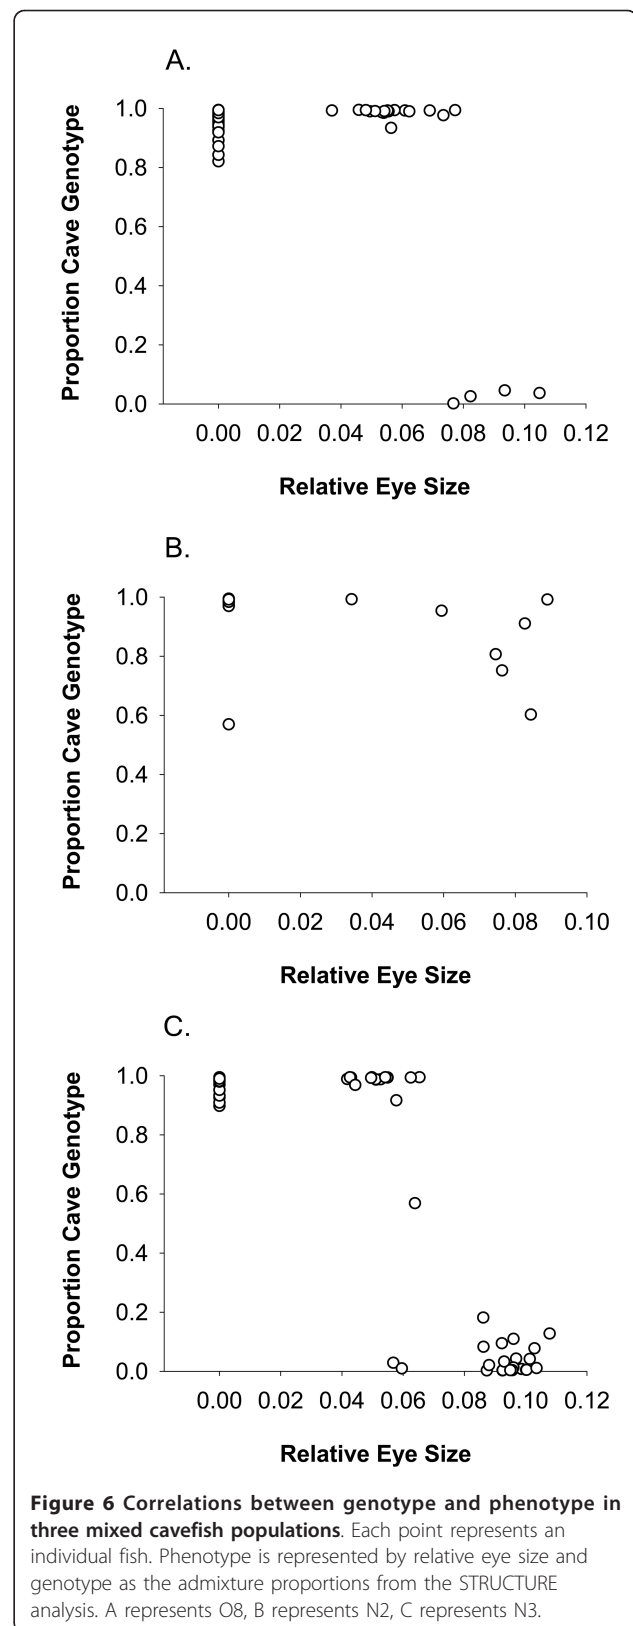 A.
Proportion Cave Genotype
1.0
0.8
0.6
0.4
0.2
0.0
0.00 0.02 0.04 0.06 0.08 0.10 0.12
Relative Eye Size
B.
Proportion Cave Genotype
1.0
0.8
0.6
0.4
0.2
0.0
0.00 0.02 0.04 0.06 0.08 0.10
Relative Eye Size
C.
Proportion Cave Genotype
1.0
0.8
0.6
0.4
0.2
0.0
0.00 0.02 0.04 0.06 0.08 0.10 0.12
Relative Eye Size
Figure 6 Correlations between genotype and phenotype in
three mixed cavefish populations. Each point represents an
individual fish. Phenotype is represented by relative eye size and
genotype as the admixture proportions from the STRUCTURE
analysis. A represents O8, B represents N2, C represents N3.